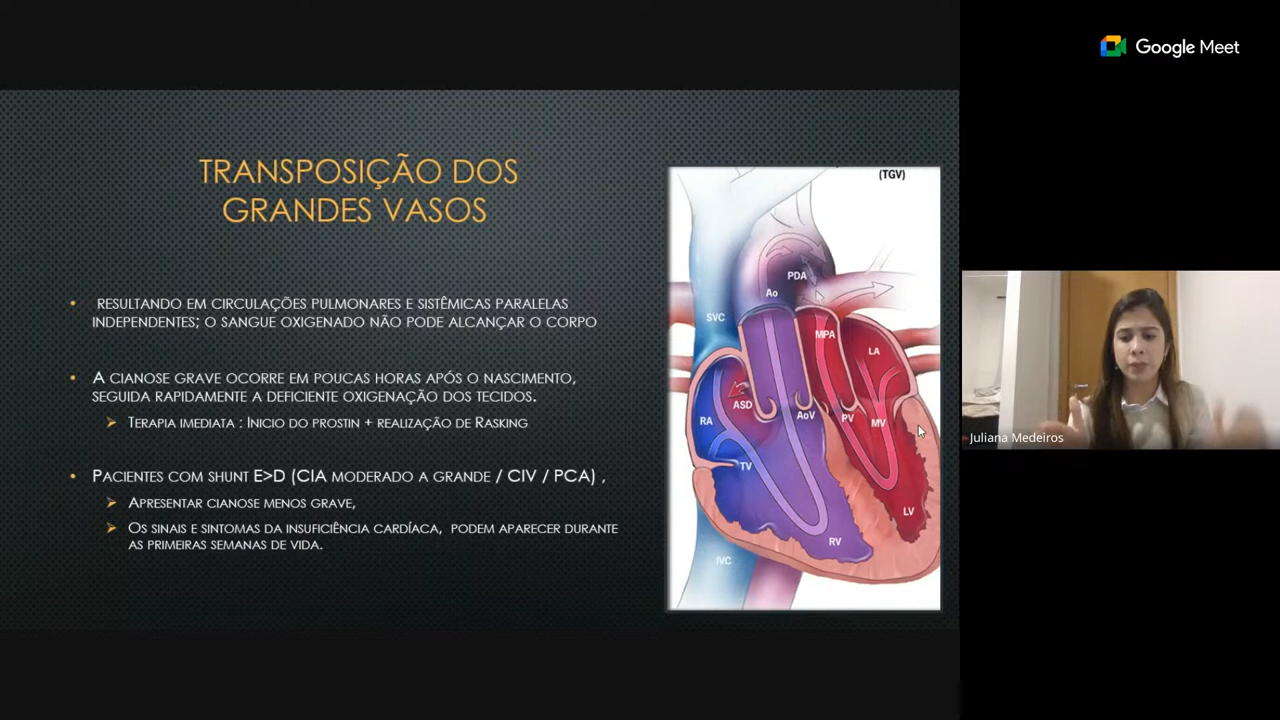 Google Meet
TRANSPOSIÇÃO DOS
GRANDES VASOS
• RESULTANDO EM CIRCULAÇÕES PULMONARES E SISTÊMICAS PARALELAS
INDEPENDENTES; O SANGUE OXIGENADO NÃO PODE ALCANÇAR O CORPO
• A CIANOSE GRAVE OCORRE EM POUCAS HORAS APÓS O NASCIMENTO,
SEGUIDA RAPIDAMENTE A DEFICIENTE OXIGENAÇÃO DOS TECIDOS.
➢ TERAPIA IMEDIATA : INICIO DO PROSTIN + REALIZAÇÃO DE RASKING
• PACIENTES COM SHUNT E>D (CIA MODERADO A GRANDE / CIV / PCA) ,
➢ APRESENTAR CIANOSE MENOS GRAVE,
➢ OS SINAIS E SINTOMAS DA INSUFICIÊNCIA CARDÍACA, PODEM APARECER DURANTE
AS PRIMEIRAS SEMANAS DE VIDA.
(TGV)
PDA
Ao
SVC
MPA
LA
ASD
AoV
PV
MV
RA
TV
LV
RV
IVC
Juliana Medeiros